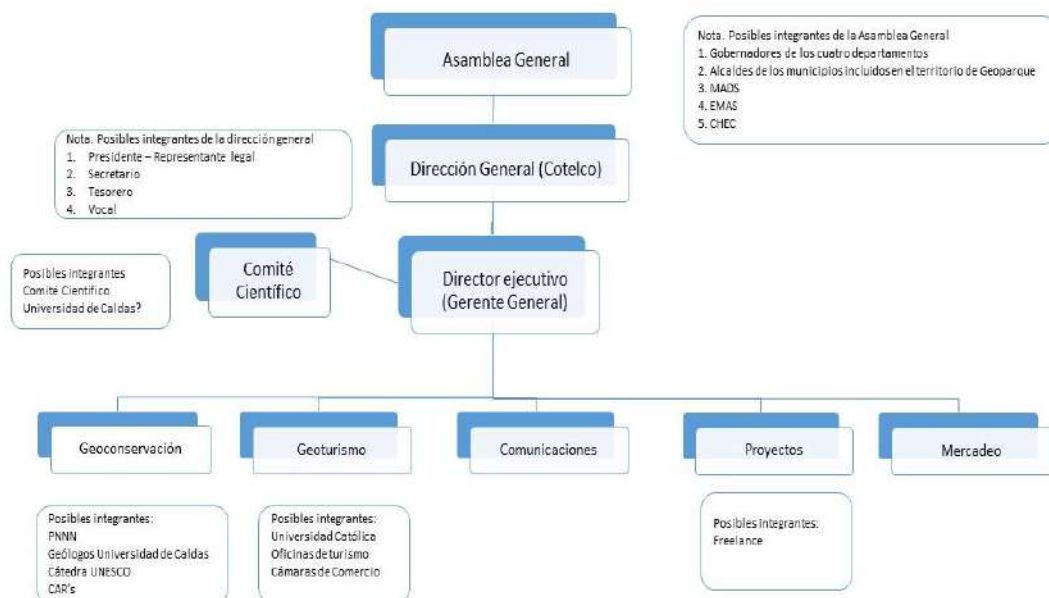 Asamblea General
Nota. Posibles integrantes de la Asamblea General
1. Gobernadores de los cuatro departamentos
2. Alcaldes de los municipios incluidos en el territorio de Geoparque
3. MADS
4. EMAS
5. CHEC
Nota. Posibles integrantes de la dirección general
1. Presidente – Representante legal
2. Secretario
3. Tesorero
4. Vocal
Dirección General (Cotelco)
Posibles integrantes
Comité Científico
Universidad de Caldas?
Comité
Científico
Director ejecutivo
(Gerente General)
Geoconservación
Geoturismo
Comunicaciones
Proyectos
Mercadeo
Posibles integrantes:
PNNN
Geólogos Universidad de Caldas
Cátedra UNESCO
CAR's
Posibles integrantes:
Universidad Católica
Oficinas de turismo
Cámaras de Comercio
Posibles Integrantes:
Freelance